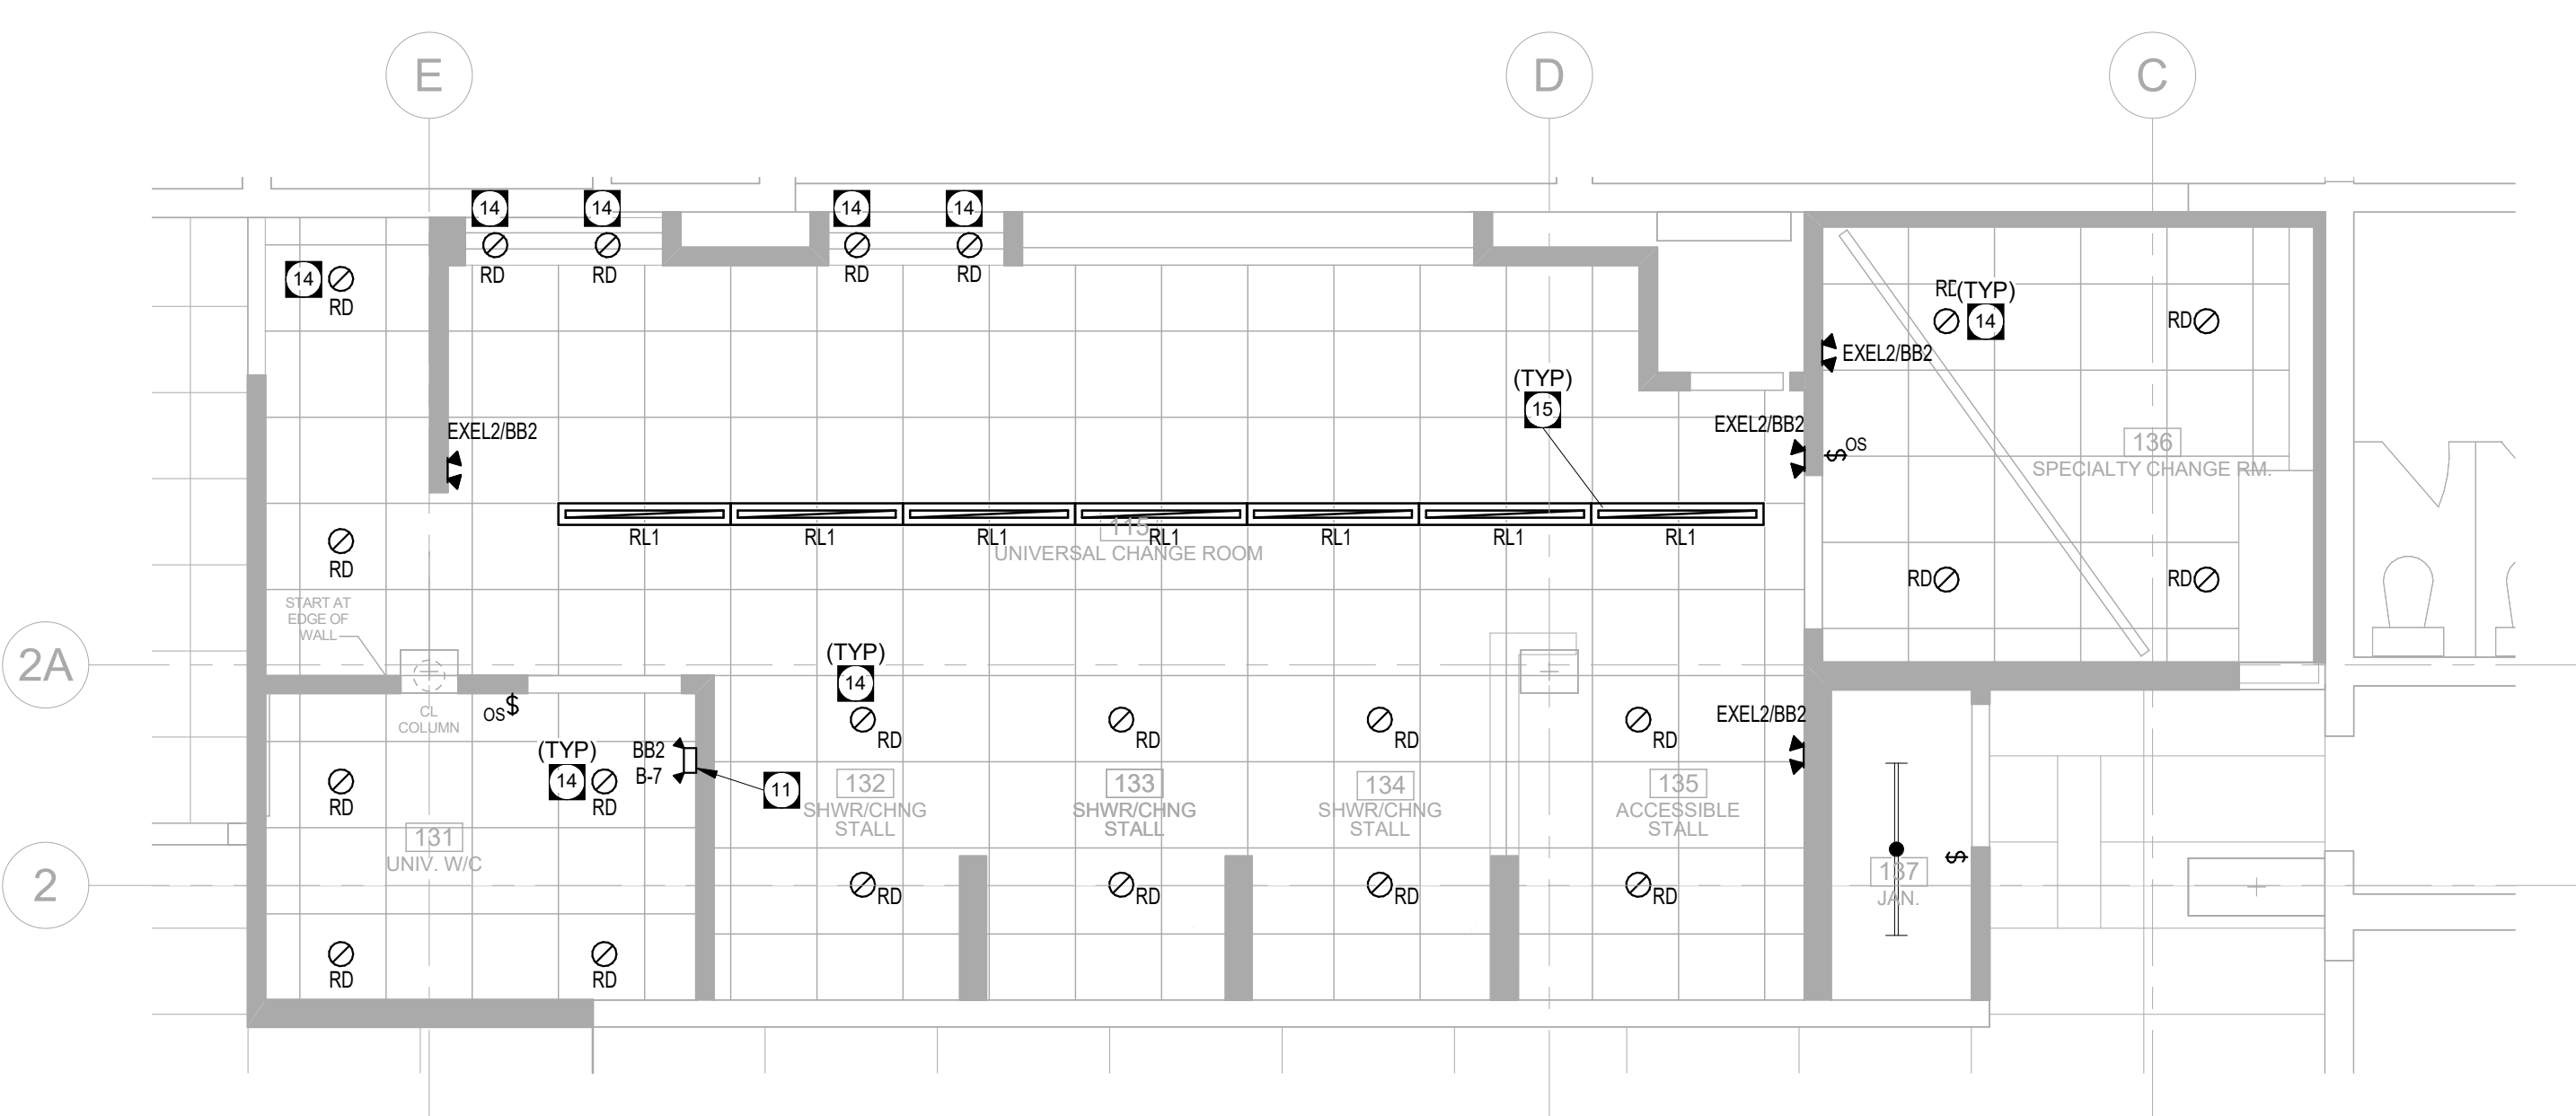 E
D
C
14
14
14
14
RD
RD
RD
RD
14
RD
RD(TYP)
14
RD
EXEL2/BB2
(TYP)
15
EXEL2/BB2
EXEL2/BB2
$ OS
136
SPECIALTY CHANGE RM.
RL1
RL1
RL1
RL1
RL1
RL1
RL1
115
UNIVERSAL CHANGE ROOM
RD
RD
RD
START AT
EDGE OF
WALL
2A
(TYP)
14
CL
COLUMN
OS $
RD
RD
RD
RD
EXEL2/BB2
(TYP)
14
RD
RD
BB2
B-7
11
132
SHWR/CHNG
STALL
133
SHWR/CHNG
STALL
134
SHWR/CHNG
STALL
135
ACCESSIBLE
STALL
131
UNIV. W/C
2
RD
RD
RD
RD
$
137
JAN.
RD
RD